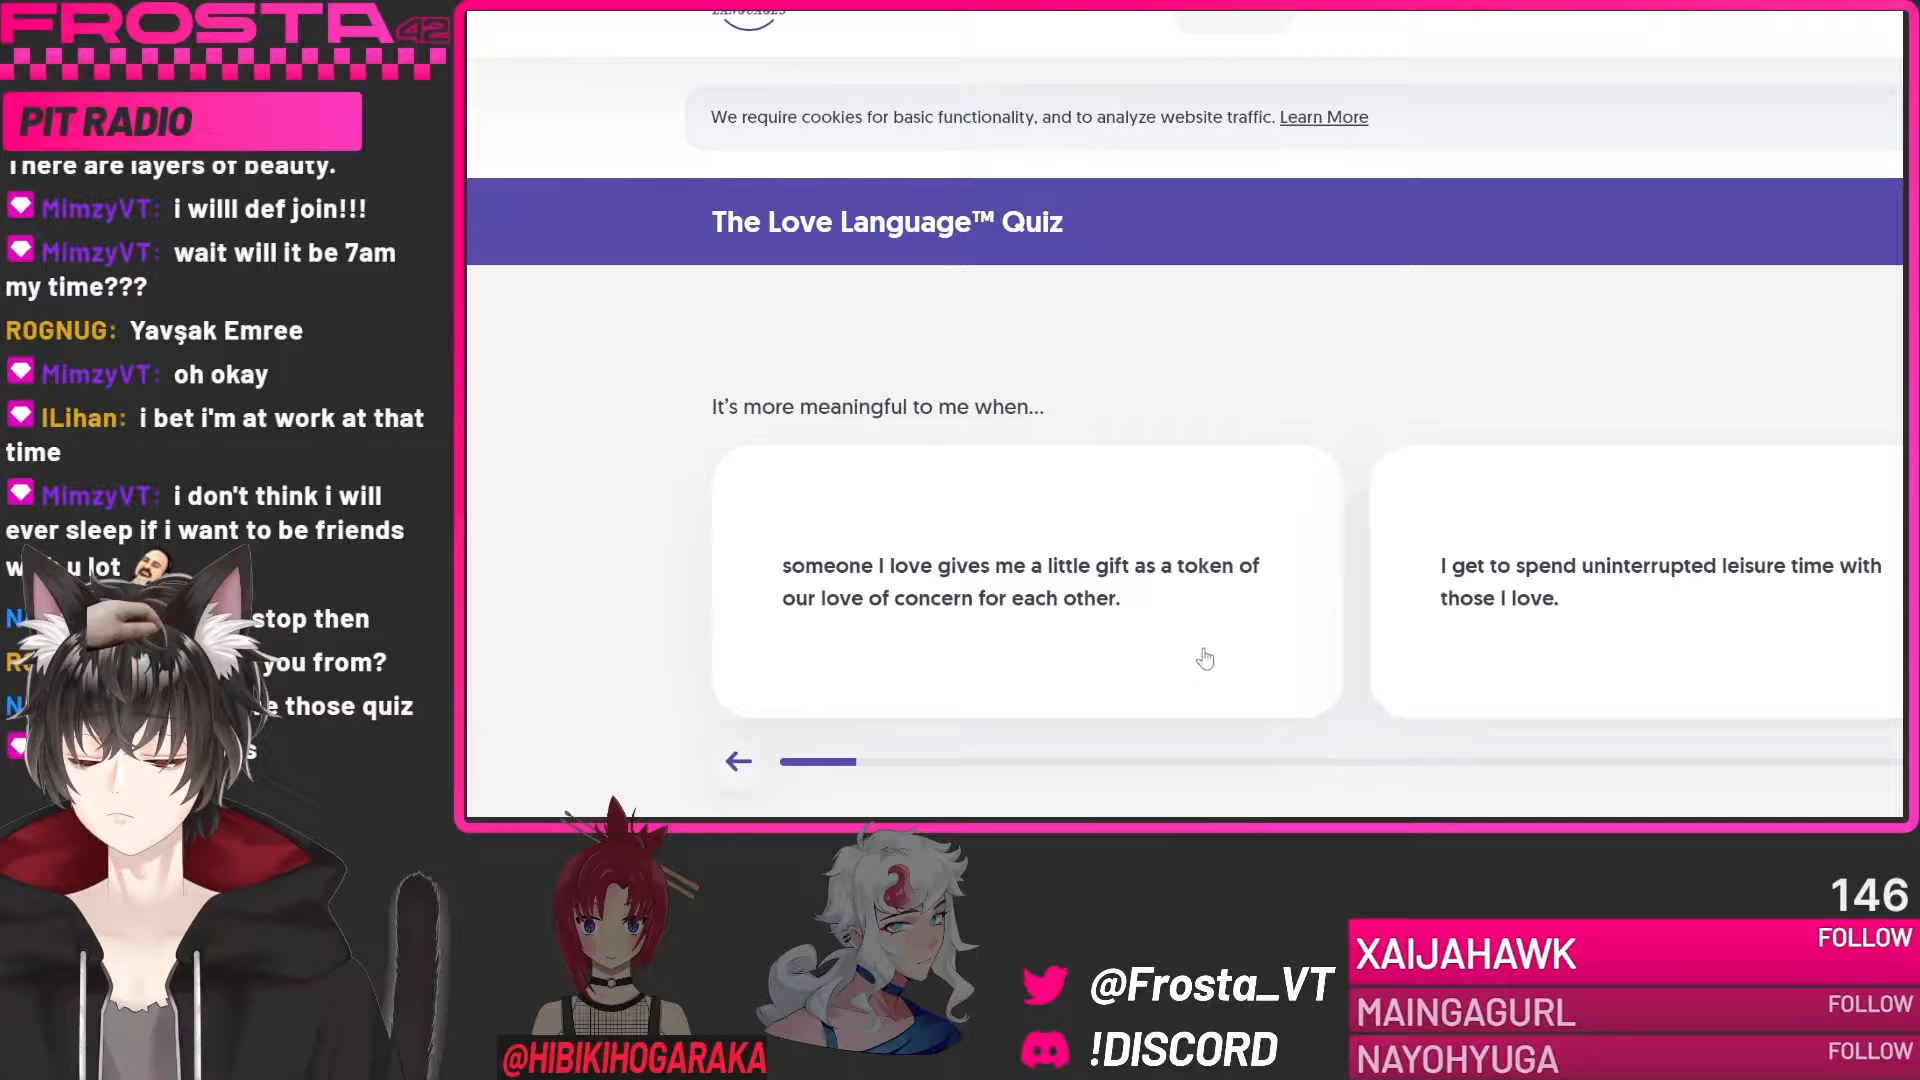 FROSTA42
PIT RADIO
There are layers of beauty.
MimzyVT: i willl def join!!!
MimzyVT: wait will it be 7am
my time???
R0GNUG: Yavşak Emree
MimzyVT: oh okay
ILihan: i bet i'm at work at that
time
MimzyVT: i don't think i will
ever sleep if i want to be friends
u lot
stop then
you from?
those quiz
LANGUAGES
We require cookies for basic functionality, and to analyze website traffic. Learn More
The Love Language™ Quiz
It's more meaningful to me when...
someone I love gives me a little gift as a token of
our love of concern for each other.
I get to spend uninterrupted leisure time with
those I love.
@HIBIKIHOGARAKA
@Frosta_VT
!DISCORD
146
XAIJAHAWK FOLLOW
MAINGAGURL FOLLOW
NAYOHYUGA FOLLOW